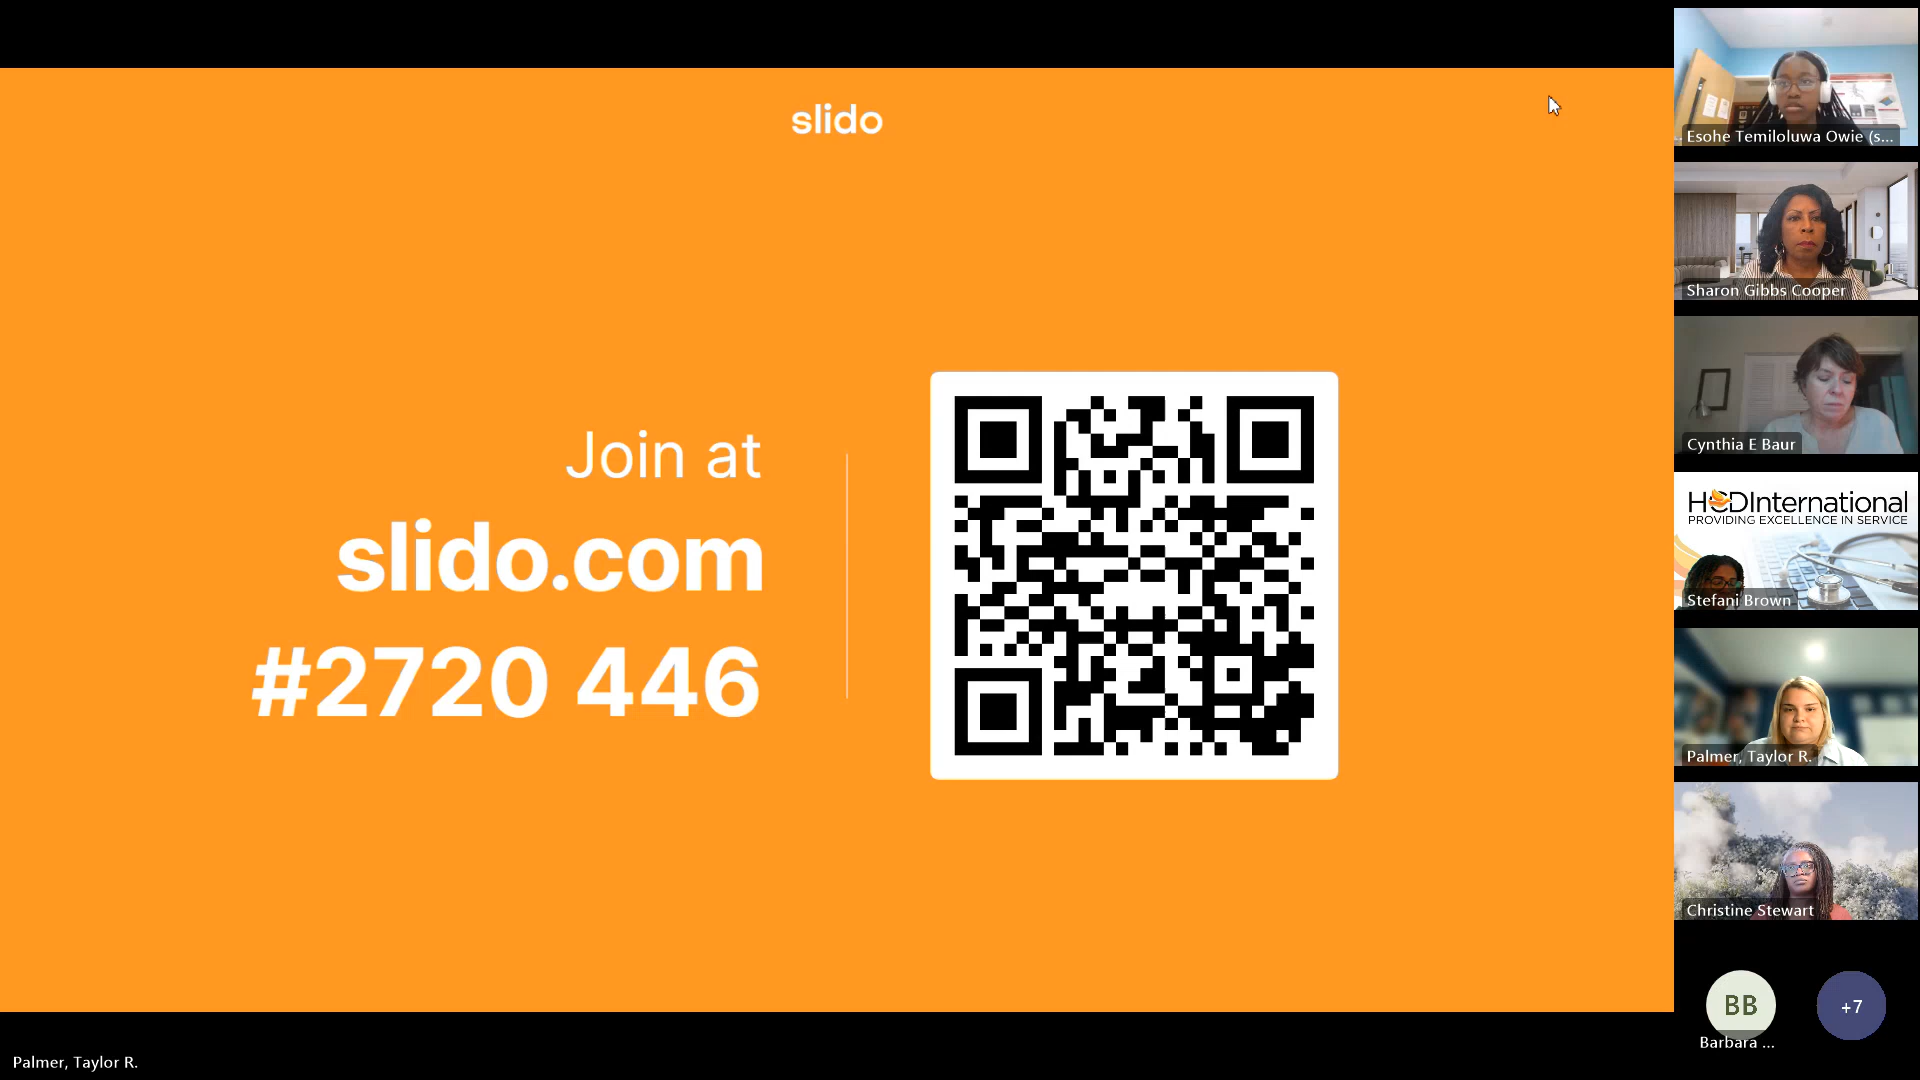 slido
Join at
slido.com
#2720 446
Esohe Temiloluwa Owie (s...
Sharon Gibbs Cooper
Cynthia E Baur
HCDInternational
PROVIDING EXCELLENCE IN SERVICE
Stefani Brown
Palmer, Taylor R.
Christine Stewart
BB
Barbara ...
+7
Palmer, Taylor R.